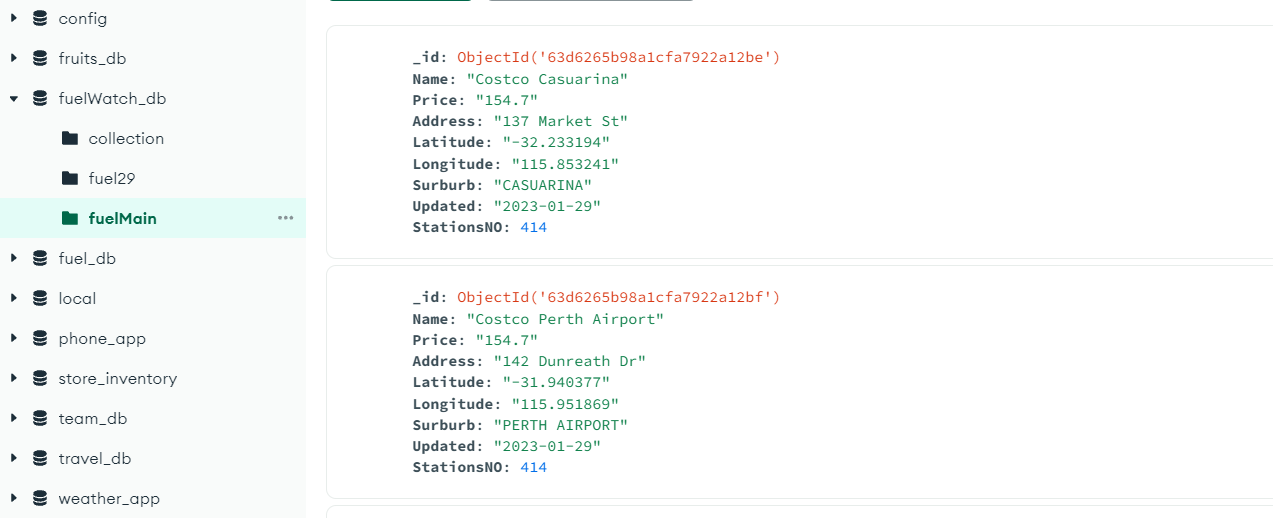 config
fruits_db
fuelWatch_db
collection
fuel29
fuelMain
fuel_db
local
phone_app
store_inventory
team_db
travel_db
weather_app
_id: ObjectId('63d6265b98a1cfa7922a12be')
Name: "Costco Casuarina"
Price: "154.7"
Address: "137 Market St"
Latitude: "-32.233194"
Longitude: "115.853241"
Surburb: "CASUARINA"
Updated: "2023-01-29"
StationsNO: 414
_id: ObjectId('63d6265b98a1cfa7922a12bf')
Name: "Costco Perth Airport"
Price: "154.7"
Address: "142 Dunreath Dr"
Latitude: "-31.940377"
Longitude: "115.951869"
Surburb: "PERTH AIRPORT"
Updated: "2023-01-29"
StationsNO: 414